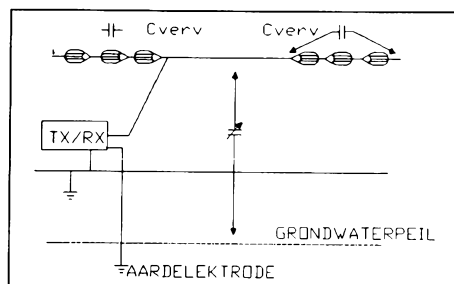 Cverv Cverv
TX/RX
GRONDWATERPEIL
AARDELEKTRODE